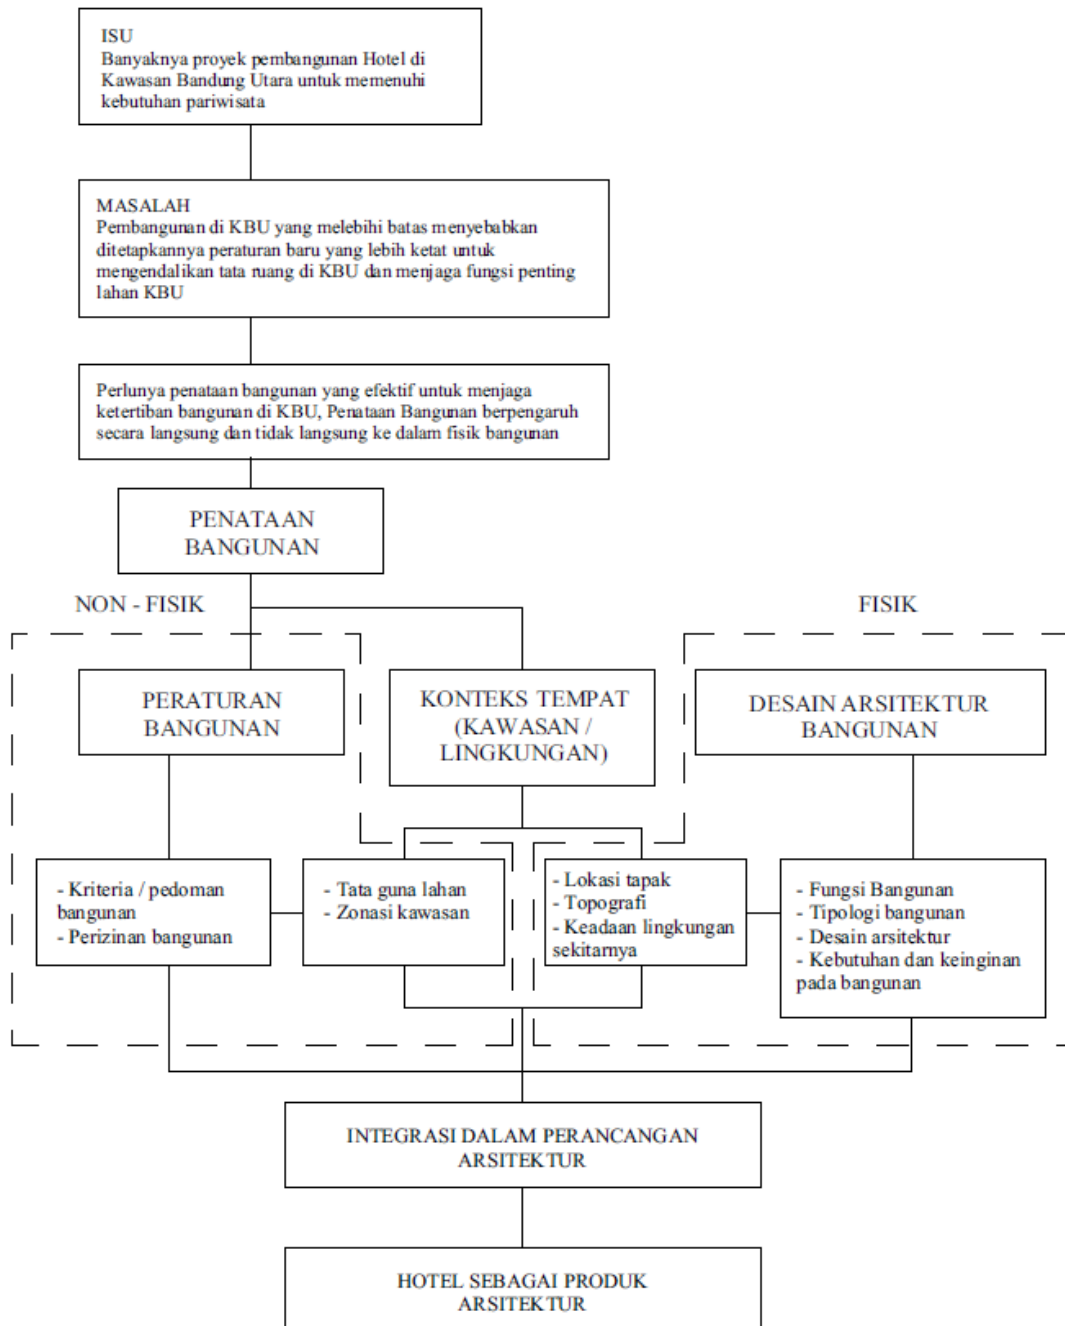 ISU
Banyaknya proyek pembangunan Hotel di
Kawasan Bandung Utara untuk memenuhi
kebutuhan pariwisata
MASALAH
Pembangunan di KBU yang melebihi batas menyebabkan
ditetapkannya peraturan baru yang lebih ketat untuk
mengendalikan tata ruang di KBU dan menjaga fungsi penting
lahan KBU
Perlunya penataan bangunan yang efektif untuk menjaga
ketertiban bangunan di KBU, Penataan Bangunan berpengaruh
secara langsung dan tidak langsung ke dalam fisik bangunan
PENATAAN
BANGUNAN
NON - FISIK
FISIK
PERATURAN
BANGUNAN
KONTEKS TEMPAT
(KAWASAN /
LINGKUNGAN)
DESAIN ARSITEKTUR
BANGUNAN
- Kriteria / pedoman
bangunan
- Perizinan bangunan
- Tata guna lahan
- Zonasi kawasan
- Lokasi tapak
- Topografi
- Keadaan lingkungan
sekitarnya
- Fungsi Bangunan
- Tipologi bangunan
- Desain arsitektur
- Kebutuhan dan keinginan
pada bangunan
INTEGRASI DALAM PERANCANGAN
ARSITEKTUR
HOTEL SEBAGAI PRODUK
ARSITEKTUR